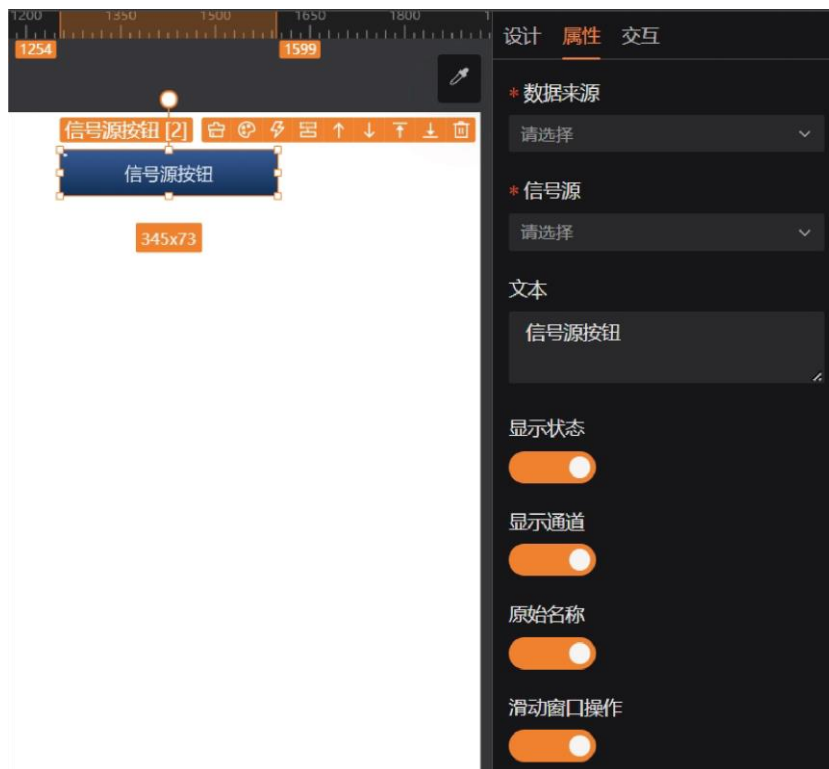 1200 1350 1500 1650 1800
1254 1599
信号源按钮 [2]
信号源按钮
345x73
设计 属性 交互
* 数据来源
请选择
* 信号源
请选择
文本
信号源按钮
显示状态
显示通道
原始名称
滑动窗口操作